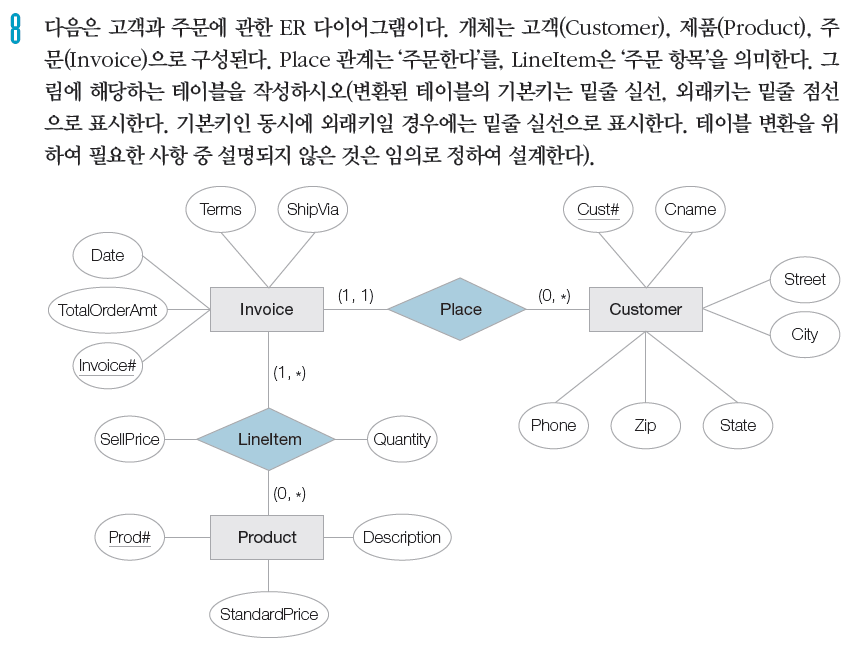 8
다음은 고객과 주문에 관한 ER 다이어그램이다. 개체는 고객(Customer), 제품(Product), 주
문(Invoice)으로 구성된다. Place 관계는 ‘주문한다’를, LineItem은 ‘주문 항목’을 의미한다. 그
림에 해당하는 테이블을 작성하시오(변환된 테이블의 기본키는 밑줄 실선, 외래키는 밑줄 점선
으로 표시한다. 기본키인 동시에 외래키일 경우에는 밑줄 실선으로 표시한다. 테이블 변환을 위
하여 필요한 사항 중 설명되지 않은 것은 임의로 정하여 설계한다).
Terms
ShipVia
Cust#
Cname
Date
Street
TotalOrderAmt
Invoice
(1, 1)
Place
(0, *)
Customer
City
Invoice#
(1, *)
Phone
Zip
State
SellPrice
LineItem
Quantity
(0, *)
Prod#
Product
Description
StandardPrice